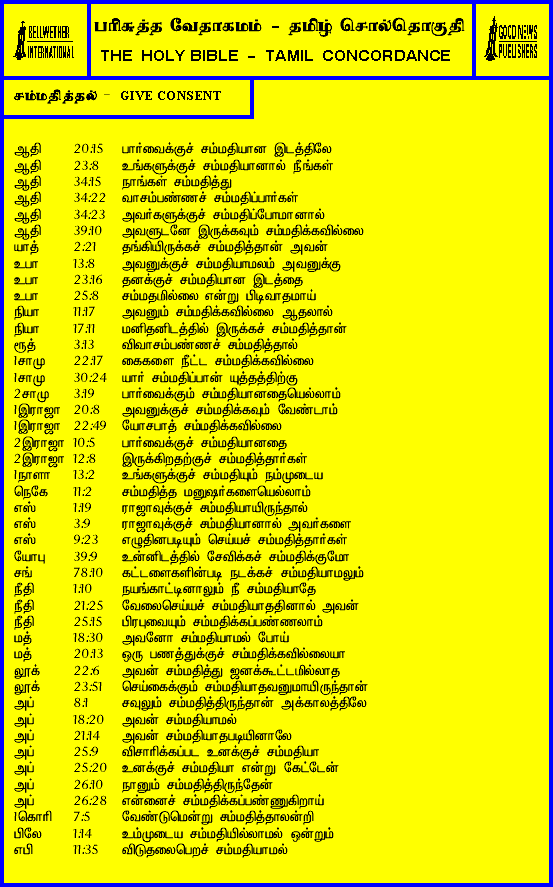 BELLWETHER INTERNATIONAL
பரிசுத்த வேதாகமம் – தமிழ் சொல்தொகுதி
THE HOLY BIBLE – TAMIL CONCORDANCE
GOOD NEWS PUBLISHERS
சம்மதித்தல் – GIVE CONSENT
ஆதி 20:15 பார்வைக்குச் சம்மதியான இடத்திலே
ஆதி 23:8 உங்களுக்குச் சம்மதியானால் நீங்கள்
ஆதி 34:15 நாங்கள் சம்மதித்து
ஆதி 34:22 வாசம்பண்ணச் சம்மதிப்பார்கள்
ஆதி 34:23 அவர்களுக்குச் சம்மதிப்போமானால்
ஆதி 39:10 அவளுடனே இருக்கவும் சம்மதிக்கவில்லை
யாத் 2:21 தங்கியிருக்கச் சம்மதித்தான் அவன்
உபா 13:8 அவனுக்குச் சம்மதியாமலம் அவனுக்கு
உபா 23:16 தனக்குச் சம்மதியான இடத்தை
உபா 25:8 சம்மதமில்லை என்று பிடிவாதமாய்
நியா 11:17 அவனும் சம்மதிக்கவில்லை ஆதலால்
நியா 17:11 மனிதனிடத்தில் இருக்கச் சம்மதித்தான்
ரூத் 3:13 விவாசம்பண்ணச் சம்மதித்தால்
1சாமு 22:17 கைகளை நீட்ட சம்மதிக்கவில்லை
1சாமு 30:24 யார் சம்மதிப்பான் யுத்தத்திற்கு
2சாமு 3:19 பார்வைக்கும் சம்மதியானதையெல்லாம்
1இராஜா 20:8 அவனுக்குச் சம்மதிக்கவும் வேண்டாம்
1இராஜா 22:49 யோசபாத் சம்மதிக்கவில்லை
2இராஜா 10:5 பார்வைக்குச் சம்மதியானதை
2இராஜா 12:8 இருக்கிறதற்குச் சம்மதித்தார்கள்
1நாளா 13:2 உங்களுக்குச் சம்மதியும் நம்முடைய
நெகே 11:2 சம்மதித்த மனுஷர்களையெல்லாம்
எஸ் 1:19 ராஜாவுக்குச் சம்மதியாயிருந்தால்
எஸ் 3:9 ராஜாவுக்குச் சம்மதியானால் அவர்களை
எஸ் 9:23 எழுதினபடியும் செய்யச் சம்மதித்தார்கள்
யோபு 39:9 உன்னிடத்தில் சேவிக்கச் சம்மதிக்குமோ
சங் 78:10 கட்டளைகளின்படி நடக்கச் சம்மதியாமலும்
நீதி 1:10 நயங்காட்டினாலும் நீ சம்மதியாதே
நீதி 21:25 வேலைசெய்யச் சம்மதியாததினால் அவன்
நீதி 25:15 பிரபுவையும் சம்மதிக்கப்பண்ணலாம்
மத் 18:30 அவனோ சம்மதியாமல் போய்
மத் 20:13 ஒரு பணத்துக்குச் சம்மதிக்கவில்லையா
லூக் 22:6 அவன் சம்மதித்து ஜனக்கூட்டமில்லாத
லூக் 23:51 செய்கைக்கும் சம்மதியாதவனுமாயிருந்தான்
அப் 8:1 சவுலும் சம்மதித்திருந்தான் அக்காலத்திலே
அப் 18:20 அவன் சம்மதியாமல்
அப் 21:14 அவன் சம்மதியாதபடியினாலே
அப் 25:9 விசாரிக்கப்பட உனக்குச் சம்மதியா
அப் 25:20 உனக்குச் சம்மதியா என்று கேட்டேன்
அப் 26:10 நானும் சம்மதித்திருந்தேன்
அப் 26:28 என்னைச் சம்மதிக்கப்பண்ணுகிறாய்
1கொரி 7:5 வேண்டுமென்று சம்மதித்தாலன்றி
பிலே 1:14 உம்முடைய சம்மதியில்லாமல் ஒன்றும்
எபி 11:35 விடுதலைபெறச் சம்மதியாமல்